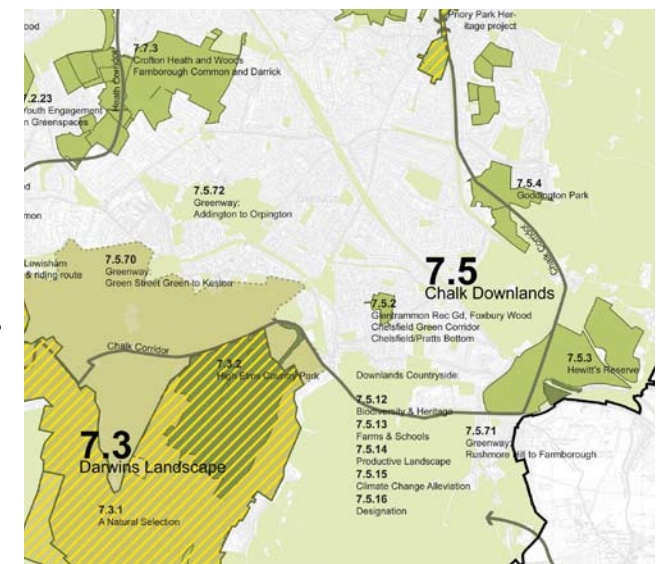 Priory Park Her-
itage project
ood
7.7.3
Crofton Heath and Woods
Farnborough Common and Darrick
Heath Corridor
7.2.23
Youth Engagement
n Greenspaces
d
mon
7.5.72
Greenway:
Addington to Orpington
7.5.4
Goddington Park
Chalk Corridor
Lewisham
& riding route
7.5.70
Greenway:
Green Street Green to Keston
7.5
Chalk Downlands
7.5.2
Glentrammon Rec Gd, Foxbury Wood
Chelsfield Green Corridor
Chelsfield/Pratts Bottom
Chalk Corridor
7.3.2
High Elms Country Park
7.5.3
Hewitt's Reserve
Downlands Countryside:
7.5.12
Biodiversity & Heritage
7.5.13
Farms & Schools
7.5.14
Productive Landscape
7.5.15
Climate Change Alleviation
7.5.16
Designation
7.5.71
Greenway:
Rushmore Hill to Farnborough
7.3
Darwins Landscape
7.3.1
A Natural Selection